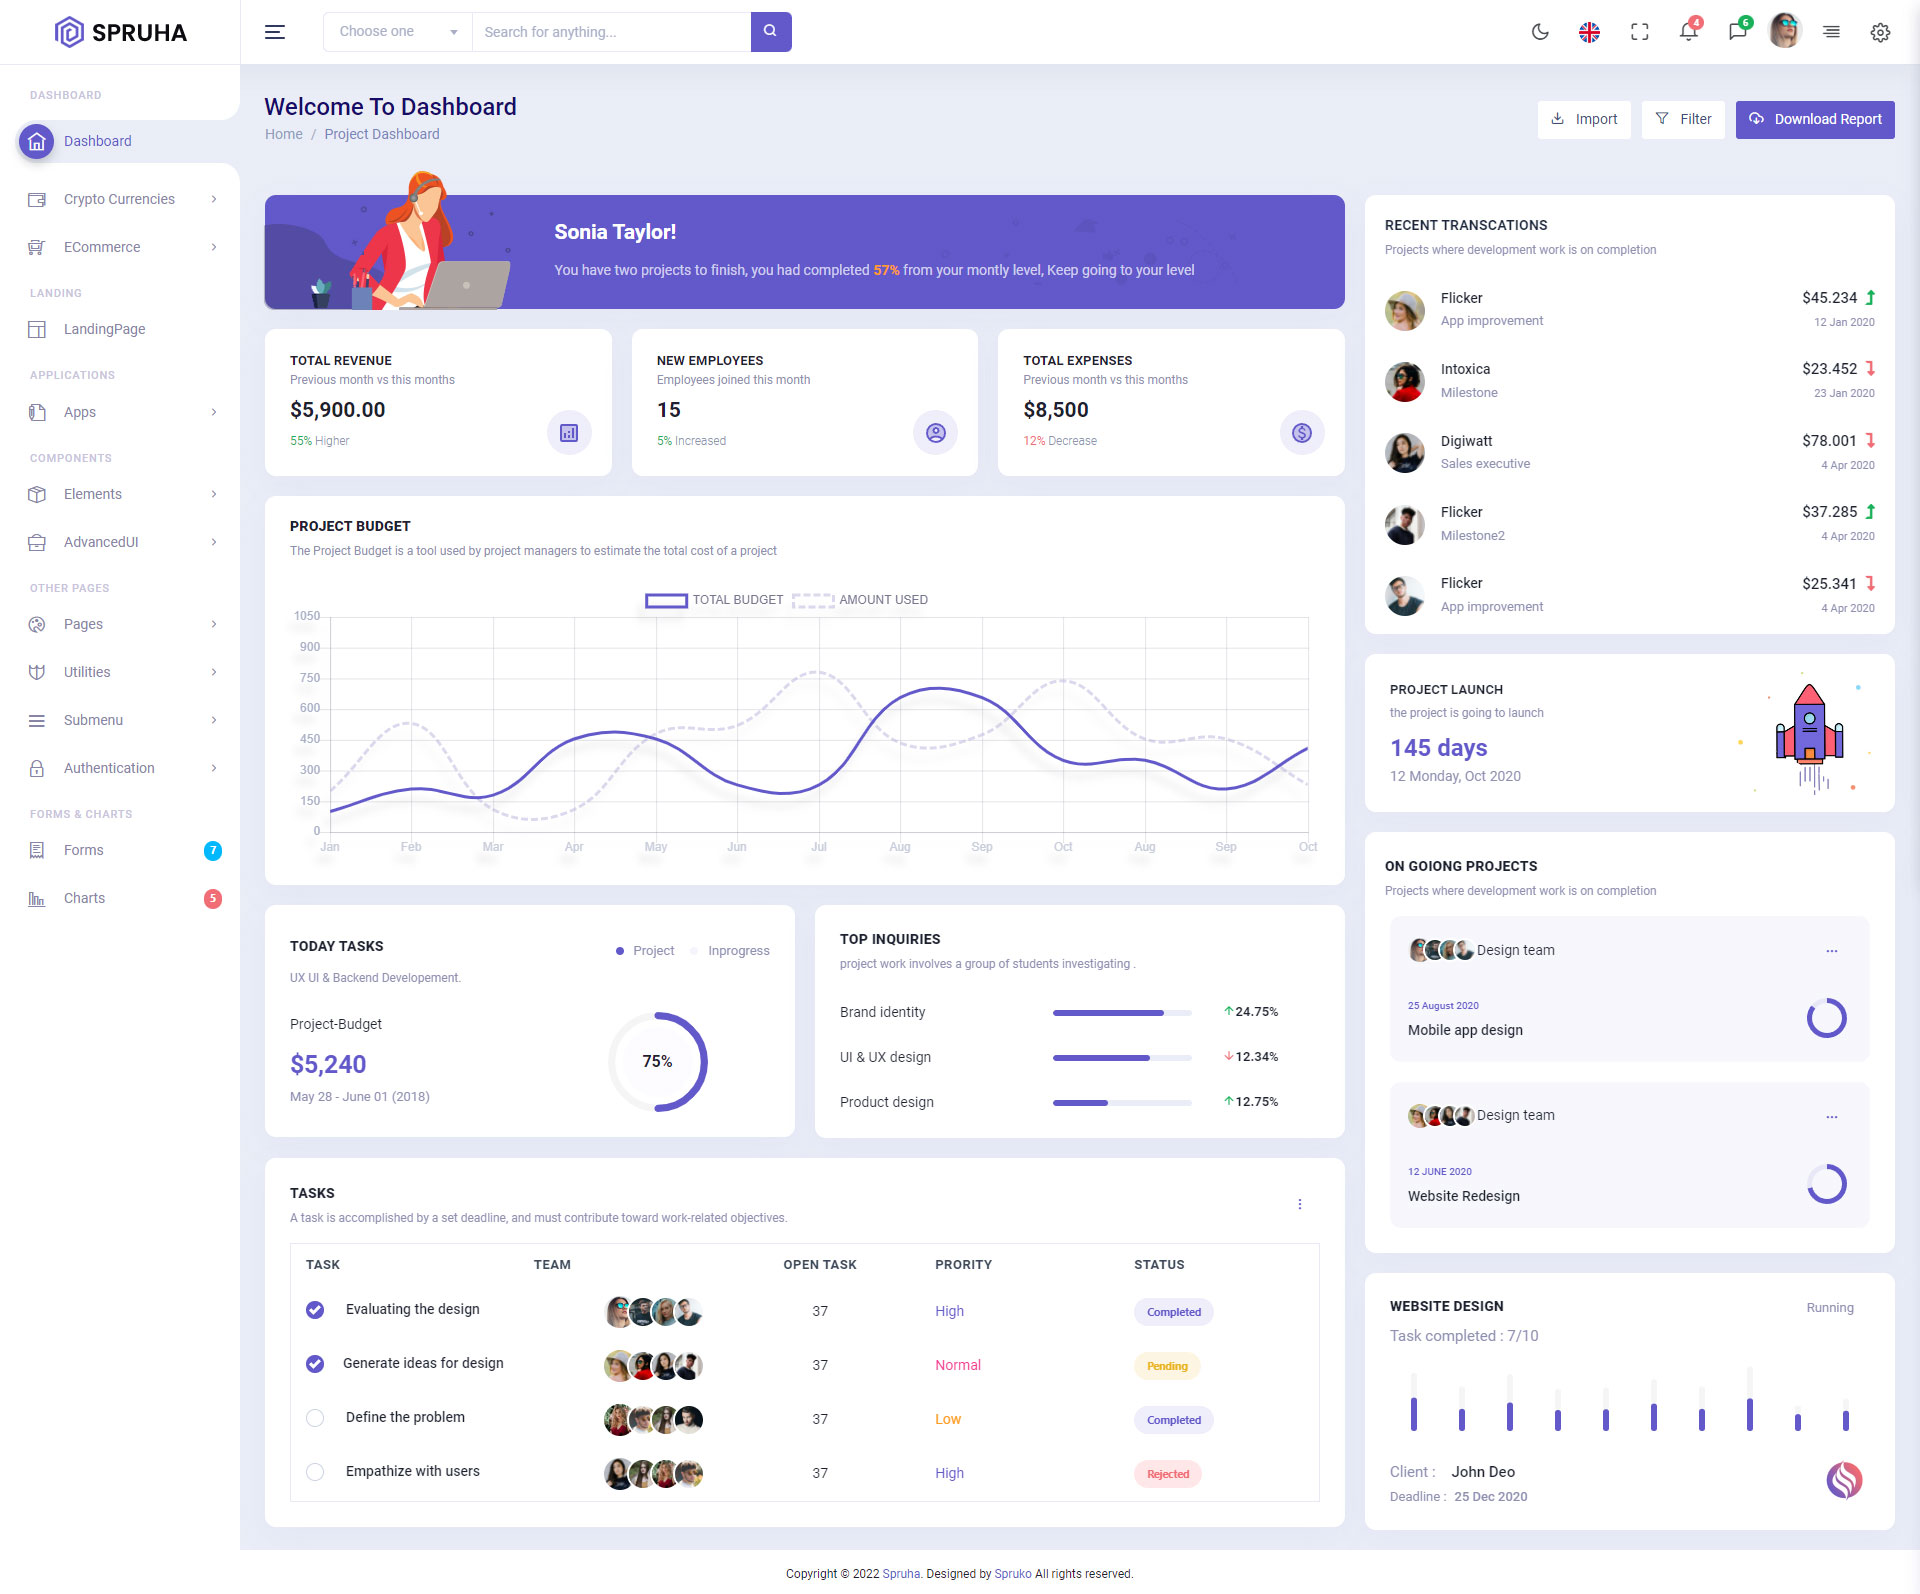 SPRUHA
Choose one
Search for anything...
4
6
DASHBOARD
Dashboard
Crypto Currencies
ECommerce
LANDING
LandingPage
APPLICATIONS
Apps
COMPONENTS
Elements
AdvancedUI
OTHER PAGES
Pages
Utilities
Submenu
Authentication
FORMS & CHARTS
Forms 7
Charts 5
Welcome To Dashboard
Home / Project Dashboard
Import
Filter
Download Report
Sonia Taylor!
You have two projects to finish, you had completed 57% from your montly level, Keep going to your level
TOTAL REVENUE
Previous month vs this months
$5,900.00
55% Higher
NEW EMPLOYEES
Employees joined this month
15
5% Increased
TOTAL EXPENSES
Previous month vs this months
$8,500
12% Decrease
PROJECT BUDGET
The Project Budget is a tool used by project managers to estimate the total cost of a project
TOTAL BUDGET AMOUNT USED
1050
900
750
600
450
300
150
0
Jan Feb Mar Apr May Jun Jul Aug Sep Oct Aug Sep Oct
TODAY TASKS
Project Inprogress
UX UI & Backend Developement.
Project-Budget
$5,240
May 28 - June 01 (2018)
75%
TOP INQUIRIES
project work involves a group of students investigating .
Brand identity 24.75%
UI & UX design 12.34%
Product design 12.75%
TASKS
A task is accomplished by a set deadline, and must contribute toward work-related objectives.
TASK TEAM OPEN TASK PRORITY STATUS
Evaluating the design 37 High Completed
Generate ideas for design 37 Normal Pending
Define the problem 37 Low Completed
Empathize with users 37 High Rejected
RECENT TRANSCATIONS
Projects where development work is on completion
Flicker $45.234
App improvement 12 Jan 2020
Intoxica $23.452
Milestone 23 Jan 2020
Digiwatt $78.001
Sales executive 4 Apr 2020
Flicker $37.285
Milestone2 4 Apr 2020
Flicker $25.341
App improvement 4 Apr 2020
PROJECT LAUNCH
the project is going to launch
145 days
12 Monday, Oct 2020
ON GOIONG PROJECTS
Projects where development work is on completion
Design team
25 August 2020
Mobile app design
Design team
12 JUNE 2020
Website Redesign
WEBSITE DESIGN Running
Task completed : 7/10
Client : John Deo
Deadline : 25 Dec 2020
Copyright © 2022 Spruha. Designed by Spruko All rights reserved.